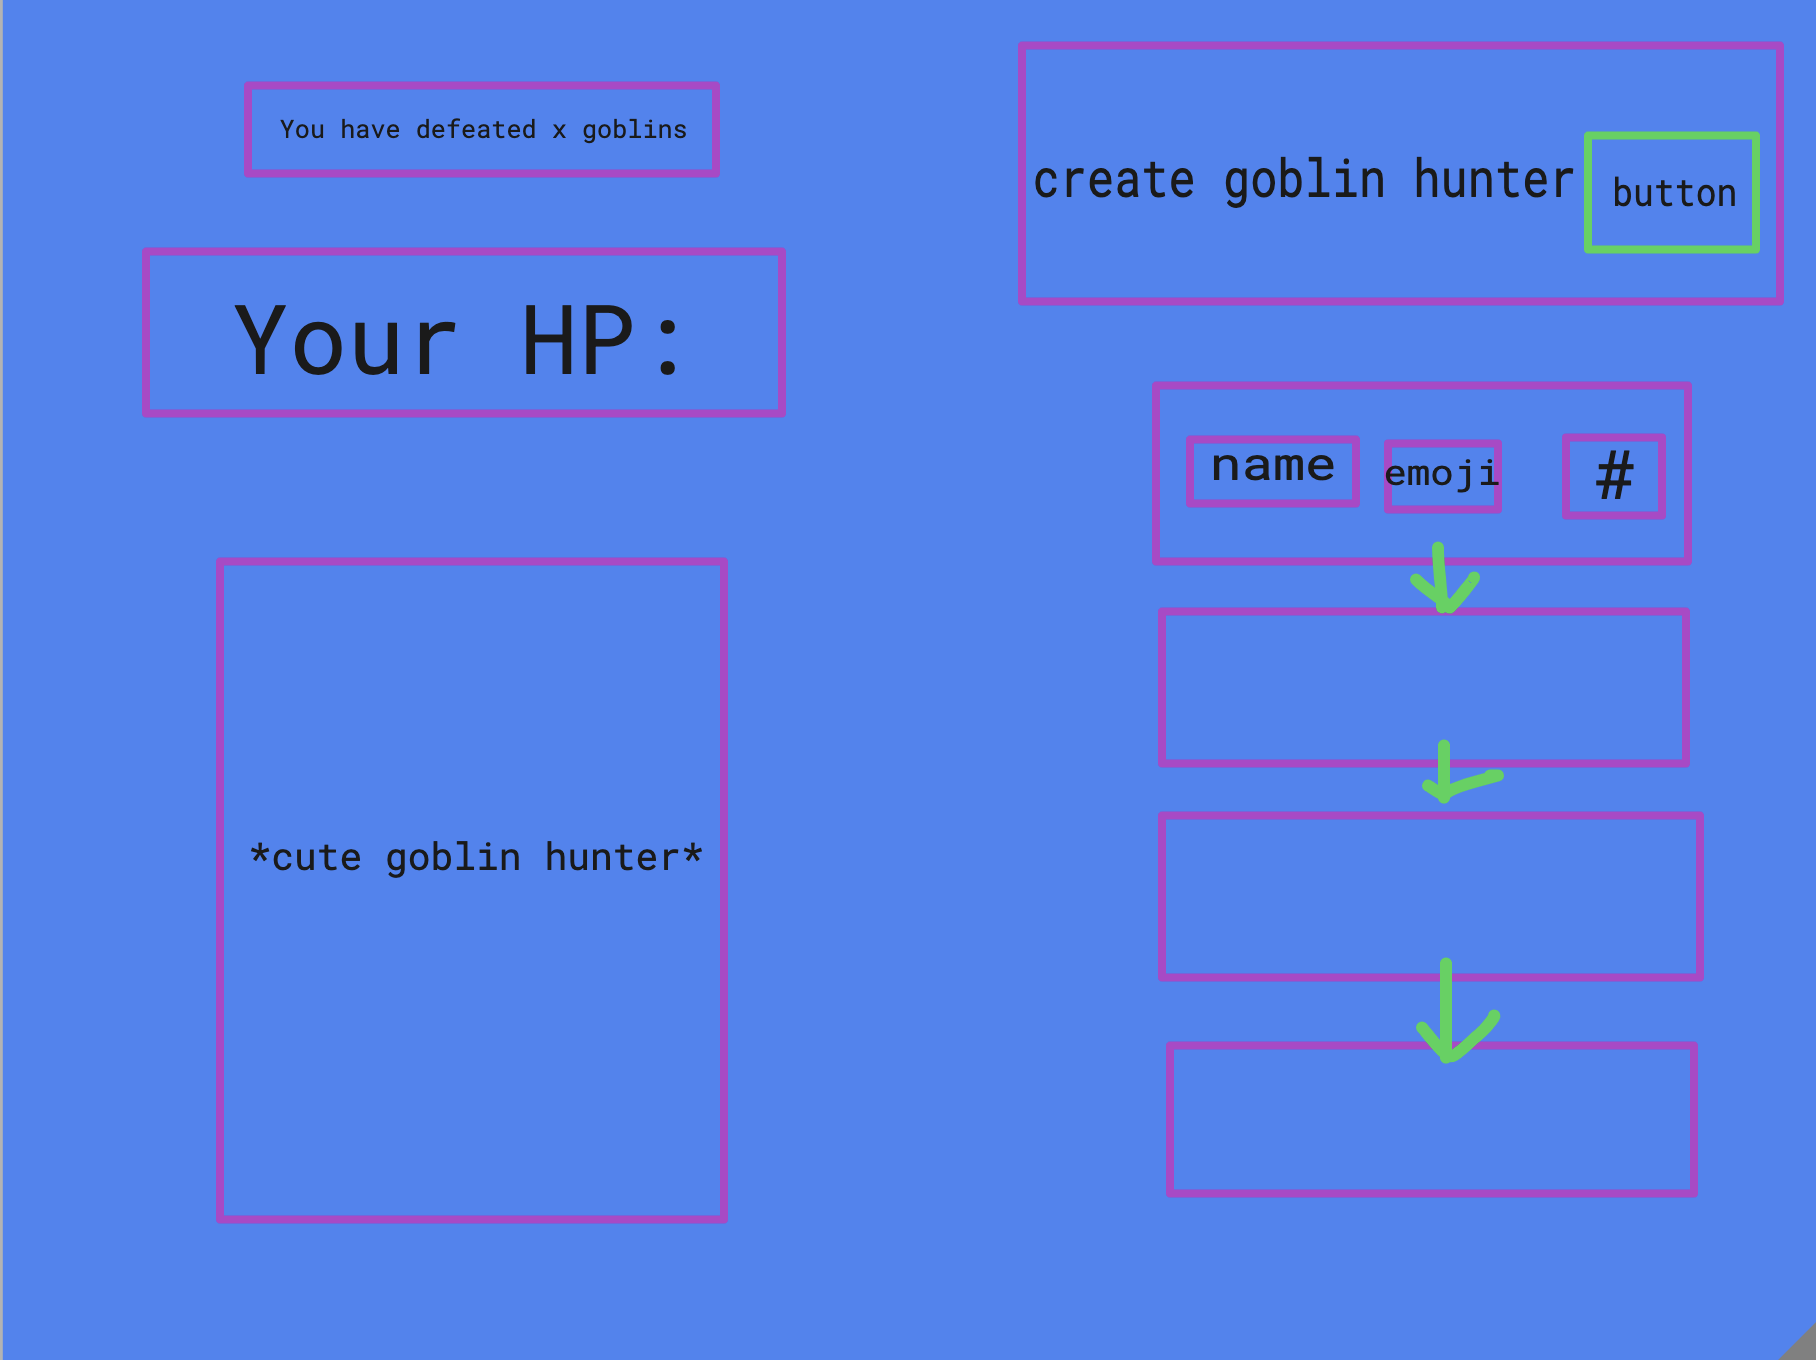 You have defeated x goblins
Your HP:
*cute goblin hunter*
create goblin hunter
button
name
emoji
#